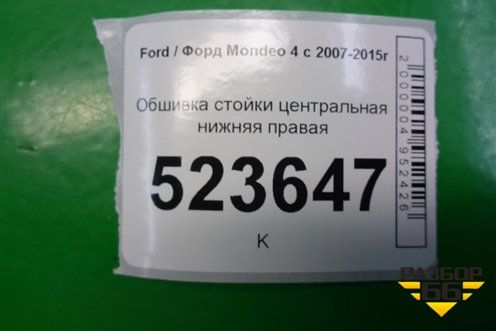 Ford / Форд Mondeo 4 с 2007-2015г
Обшивка стойки центральная
нижняя правая
523647
К
2000004952426
РАЗБОР
66